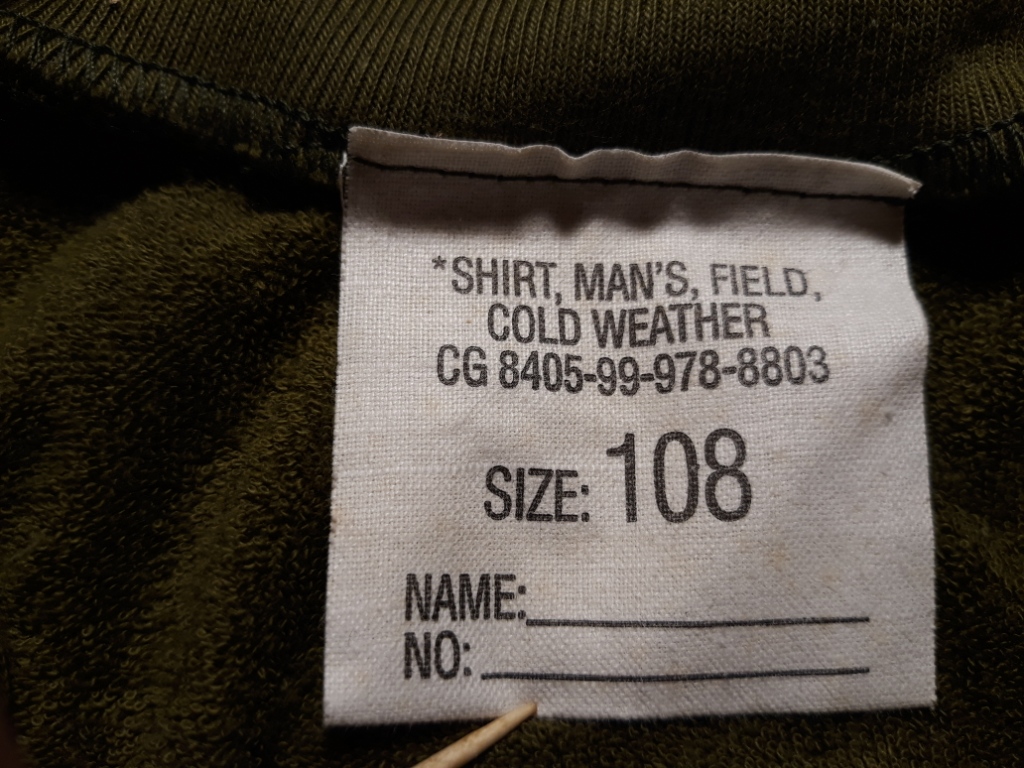 *SHIRT, MAN'S, FIELD,
COLD WEATHER
CG 8405-99-978-8803
SIZE: 108
NAME:
NO: